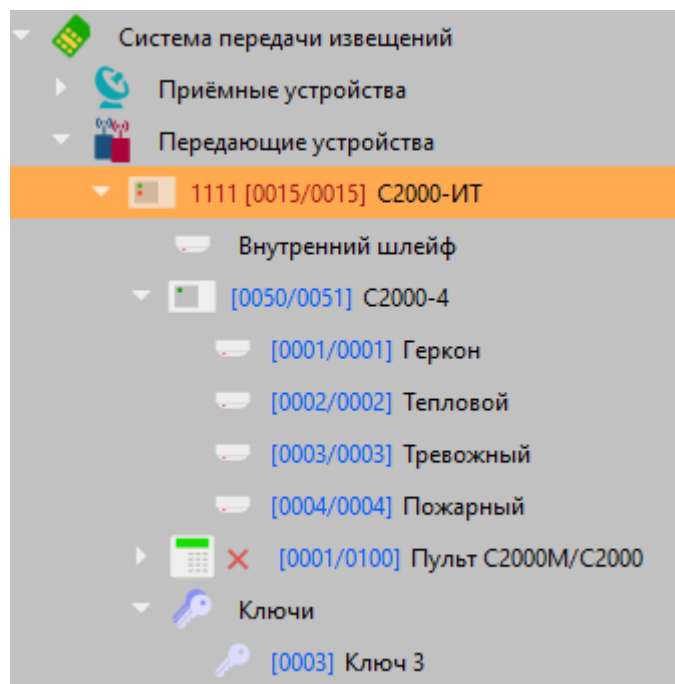 Система передачи извещений
Приёмные устройства
Передающие устройства
1111 [0015/0015] С2000-ИТ
Внутренний шлейф
[0050/0051] С2000-4
[0001/0001] Геркон
[0002/0002] Тепловой
[0003/0003] Тревожный
[0004/0004] Пожарный
[0001/0100] Пульт С2000М/С2000
Ключи
[0003] Ключ 3